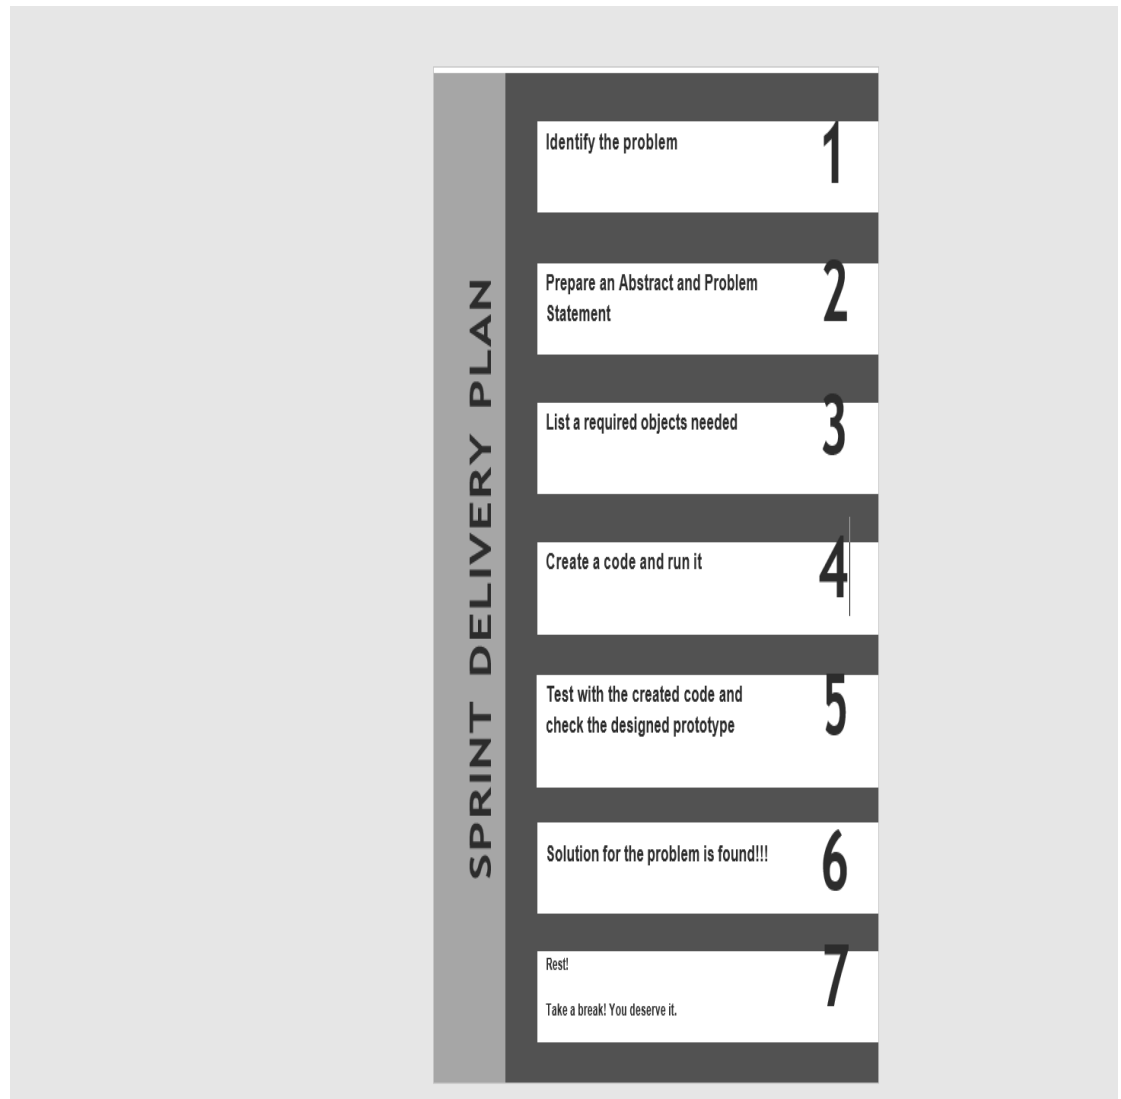 SPRINT DELIVERY PLAN
Identify the problem
1
Prepare an Abstract and Problem
Statement
2
List a required objects needed
3
Create a code and run it
4
Test with the created code and
check the designed prototype
5
Solution for the problem is found!!!
6
Rest!
Take a break! You deserve it.
7